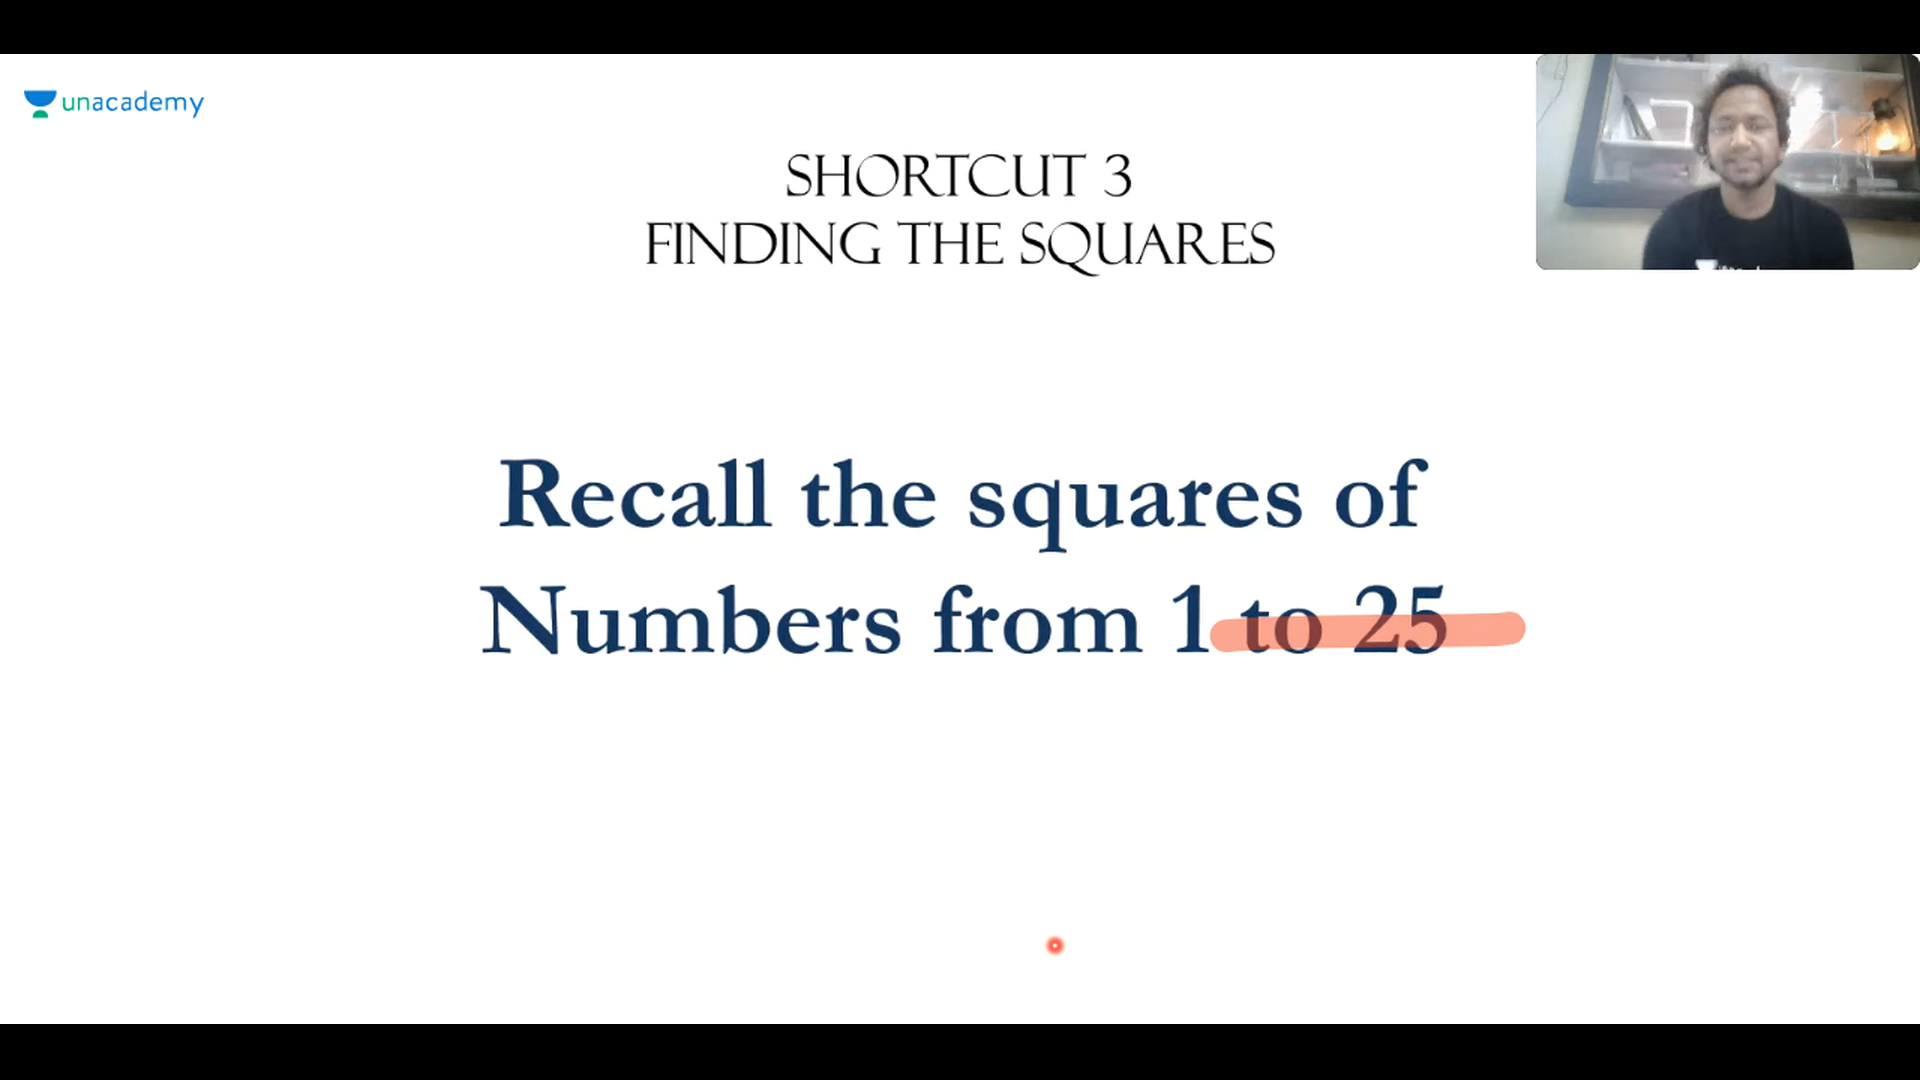 unacademy
SHORTCUT 3
FINDING THE SQUARES
Recall the squares of
Numbers from 1 to 25